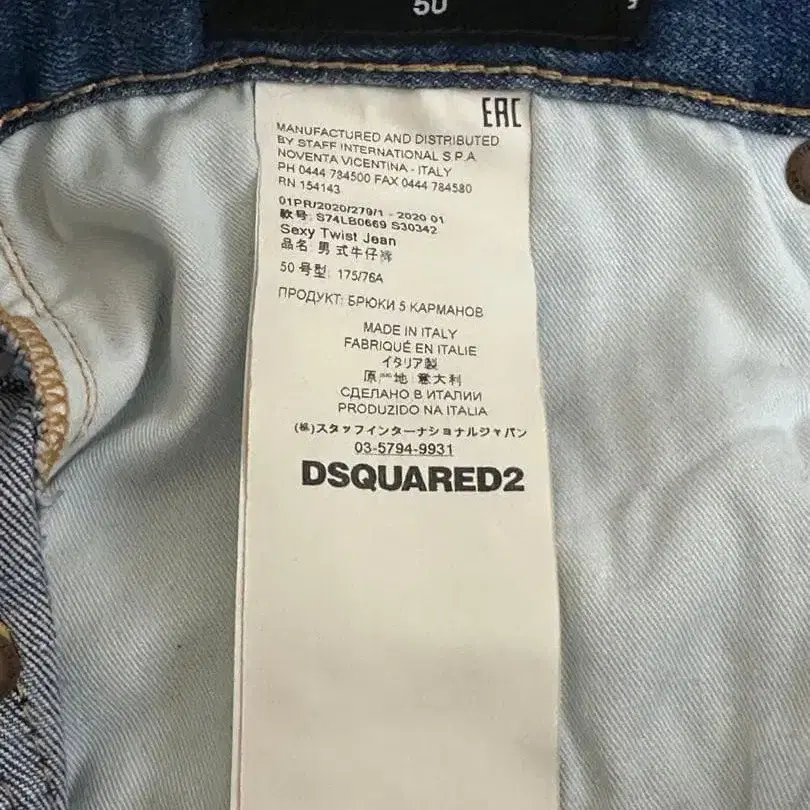 50
EAC
MANUFACTURED AND DISTRIBUTED
BY STAFF INTERNATIONAL S.P.A
NOVENTA VICENTINA - ITALY
PH 0444 784500 FAX 0444 784580
RN 154143
01PR/2020/279/1 - 2020 01
款号: S74LB0669 S30342
Sexy Twist Jean
品名: 男式牛仔裤
50 号型: 175/76A
ПРОДУКТ: БРЮКИ 5 КАРМАНОВ
MADE IN ITALY
FABRIQUÉ EN ITALIE
イタリア製
原产地:意大利
СДЕЛАНО В ИТАЛИИ
PRODUZIDO NA ITALIA
(株)スタッフインターナショナルジャパン
03-5794-9931
DSQUARED2